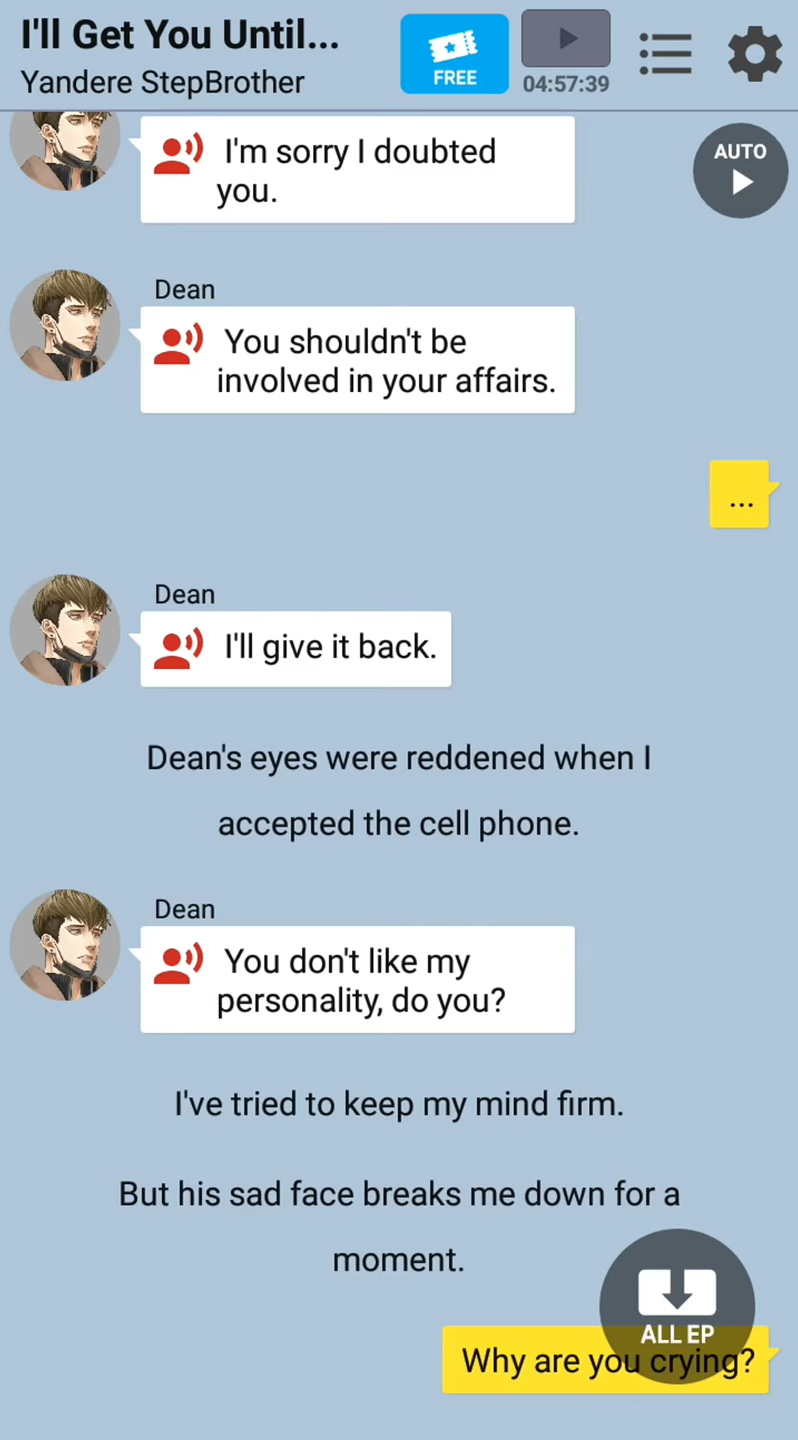 I'll Get You Until...
Yandere StepBrother
FREE
04:57:39
AUTO
I'm sorry I doubted
you.
Dean
You shouldn't be
involved in your affairs.
...
Dean
I'll give it back.
Dean's eyes were reddened when I
accepted the cell phone.
Dean
You don't like my
personality, do you?
I've tried to keep my mind firm.
But his sad face breaks me down for a
moment.
ALL EP
Why are you crying?